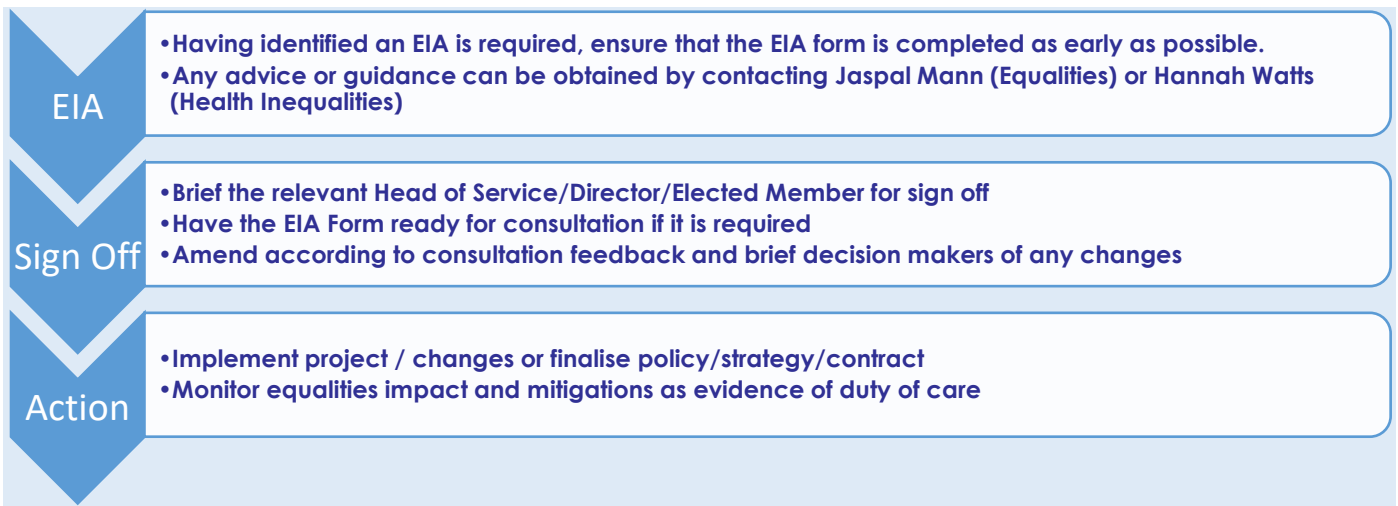 EIA
•Having identified an EIA is required, ensure that the EIA form is completed as early as possible.
•Any advice or guidance can be obtained by contacting Jaspal Mann (Equalities) or Hannah Watts
(Health Inequalities)
Sign Off
•Brief the relevant Head of Service/Director/Elected Member for sign off
•Have the EIA Form ready for consultation if it is required
•Amend according to consultation feedback and brief decision makers of any changes
Action
•Implement project / changes or finalise policy/strategy/contract
•Monitor equalities impact and mitigations as evidence of duty of care